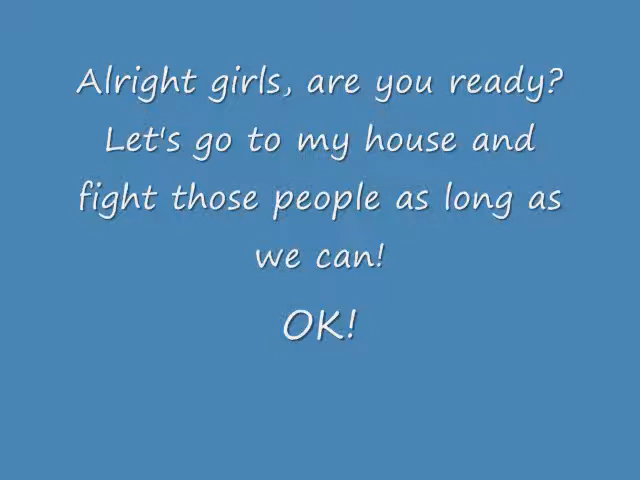 Alright girls, are you ready?
Let's go to my house and
fight those people as long as
we can!
OK!